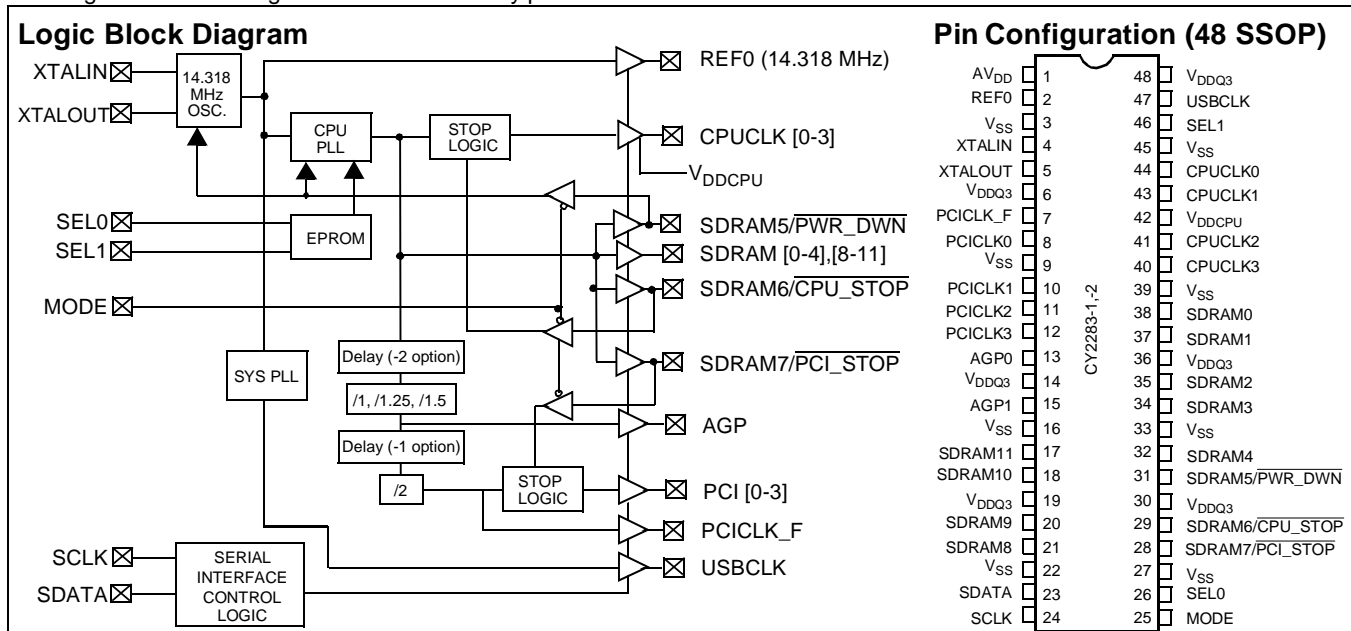 Logic Block Diagram
XTALIN
XTALOUT
14.318
MHz
OSC.
CPU
PLL
STOP
LOGIC
REF0 (14.318 MHz)
CPUCLK [0-3]
VDDCPU
SEL0
SEL1
EPROM
SDRAM5/PWR_DWN
SDRAM [0-4],[8-11]
MODE
SDRAM6/CPU_STOP
SYS PLL
Delay (-2 option)
SDRAM7/PCI_STOP
/1, /1.25, /1.5
AGP
Delay (-1 option)
/2
STOP
LOGIC
PCI [0-3]
PCICLK_F
USBCLK
SCLK
SDATA
SERIAL
INTERFACE
CONTROL
LOGIC
Pin Configuration (48 SSOP)
CY2283-1,-2
AVDD 1 48 VDDQ3
REF0 2 47 USBCLK
VSS 3 46 SEL1
XTALIN 4 45 VSS
XTALOUT 5 44 CPUCLK0
VDDQ3 6 43 CPUCLK1
PCICLK_F 7 42 VDDCPU
PCICLK0 8 41 CPUCLK2
VSS 9 40 CPUCLK3
PCICLK1 10 39 VSS
PCICLK2 11 38 SDRAM0
PCICLK3 12 37 SDRAM1
AGP0 13 36 VDDQ3
VDDQ3 14 35 SDRAM2
AGP1 15 34 SDRAM3
VSS 16 33 VSS
SDRAM11 17 32 SDRAM4
SDRAM10 18 31 SDRAM5/PWR_DWN
VDDQ3 19 30 VDDQ3
SDRAM9 20 29 SDRAM6/CPU_STOP
SDRAM8 21 28 SDRAM7/PCI_STOP
VSS 22 27 VSS
SDATA 23 26 SEL0
SCLK 24 25 MODE